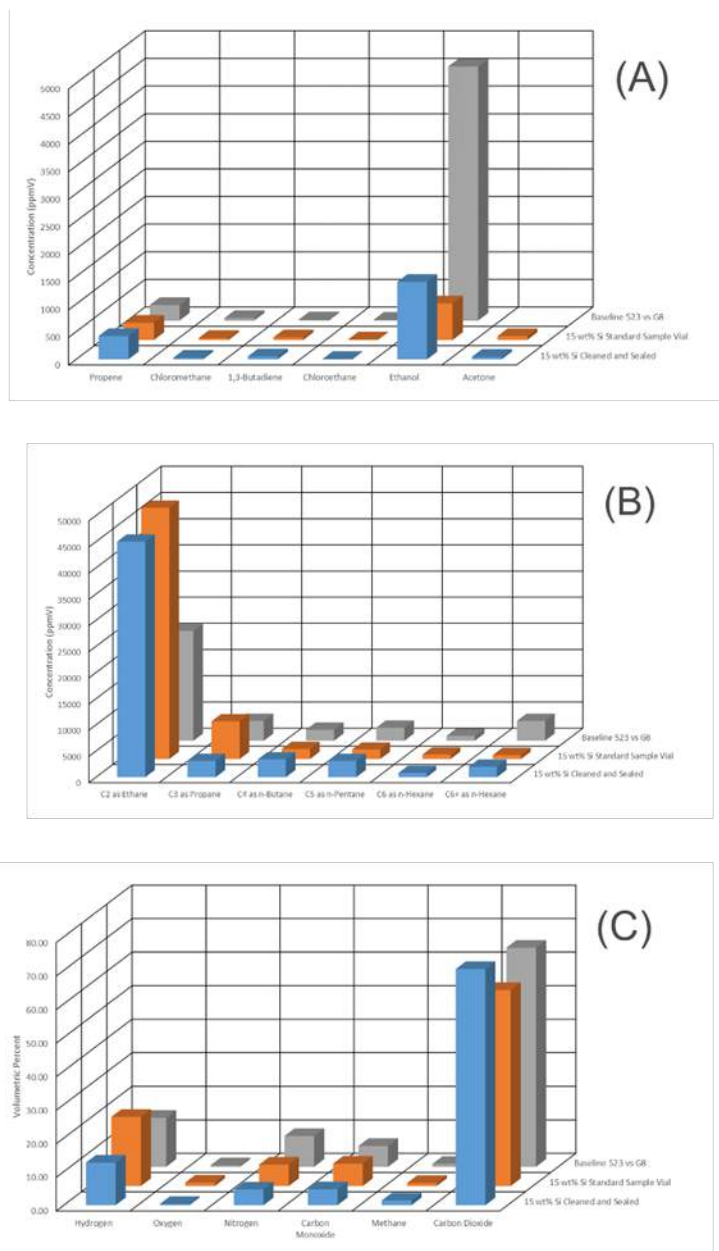 (A)
5000
4500
4000
3500
3000
2500
2000
1500
1000
500
0
Concentration (ppmV)
Propene
Chloromethane
1,3-Butadiene
Chloroethane
Ethanol
Acetone
Baseline 523 vs G8
15 wt% Si Standard Sample Vial
15 wt% Si Cleaned and Sealed
(B)
50000
45000
40000
35000
30000
25000
20000
15000
10000
5000
0
Concentration (ppmV)
C2 as Ethane
C3 as Propane
C4 as n-Butane
C5 as n-Pentane
C6 as n-Hexane
C6+ as n-Hexane
Baseline 523 vs G8
15 wt% Si Standard Sample Vial
15 wt% Si Cleaned and Sealed
(C)
80.00
70.00
60.00
50.00
40.00
30.00
20.00
10.00
0.00
Volumetric Percent
Hydrogen
Oxygen
Nitrogen
Carbon
Monoxide
Methane
Carbon Dioxide
Baseline 523 vs G8
15 wt% Si Standard Sample Vial
15 wt% Si Cleaned and Sealed